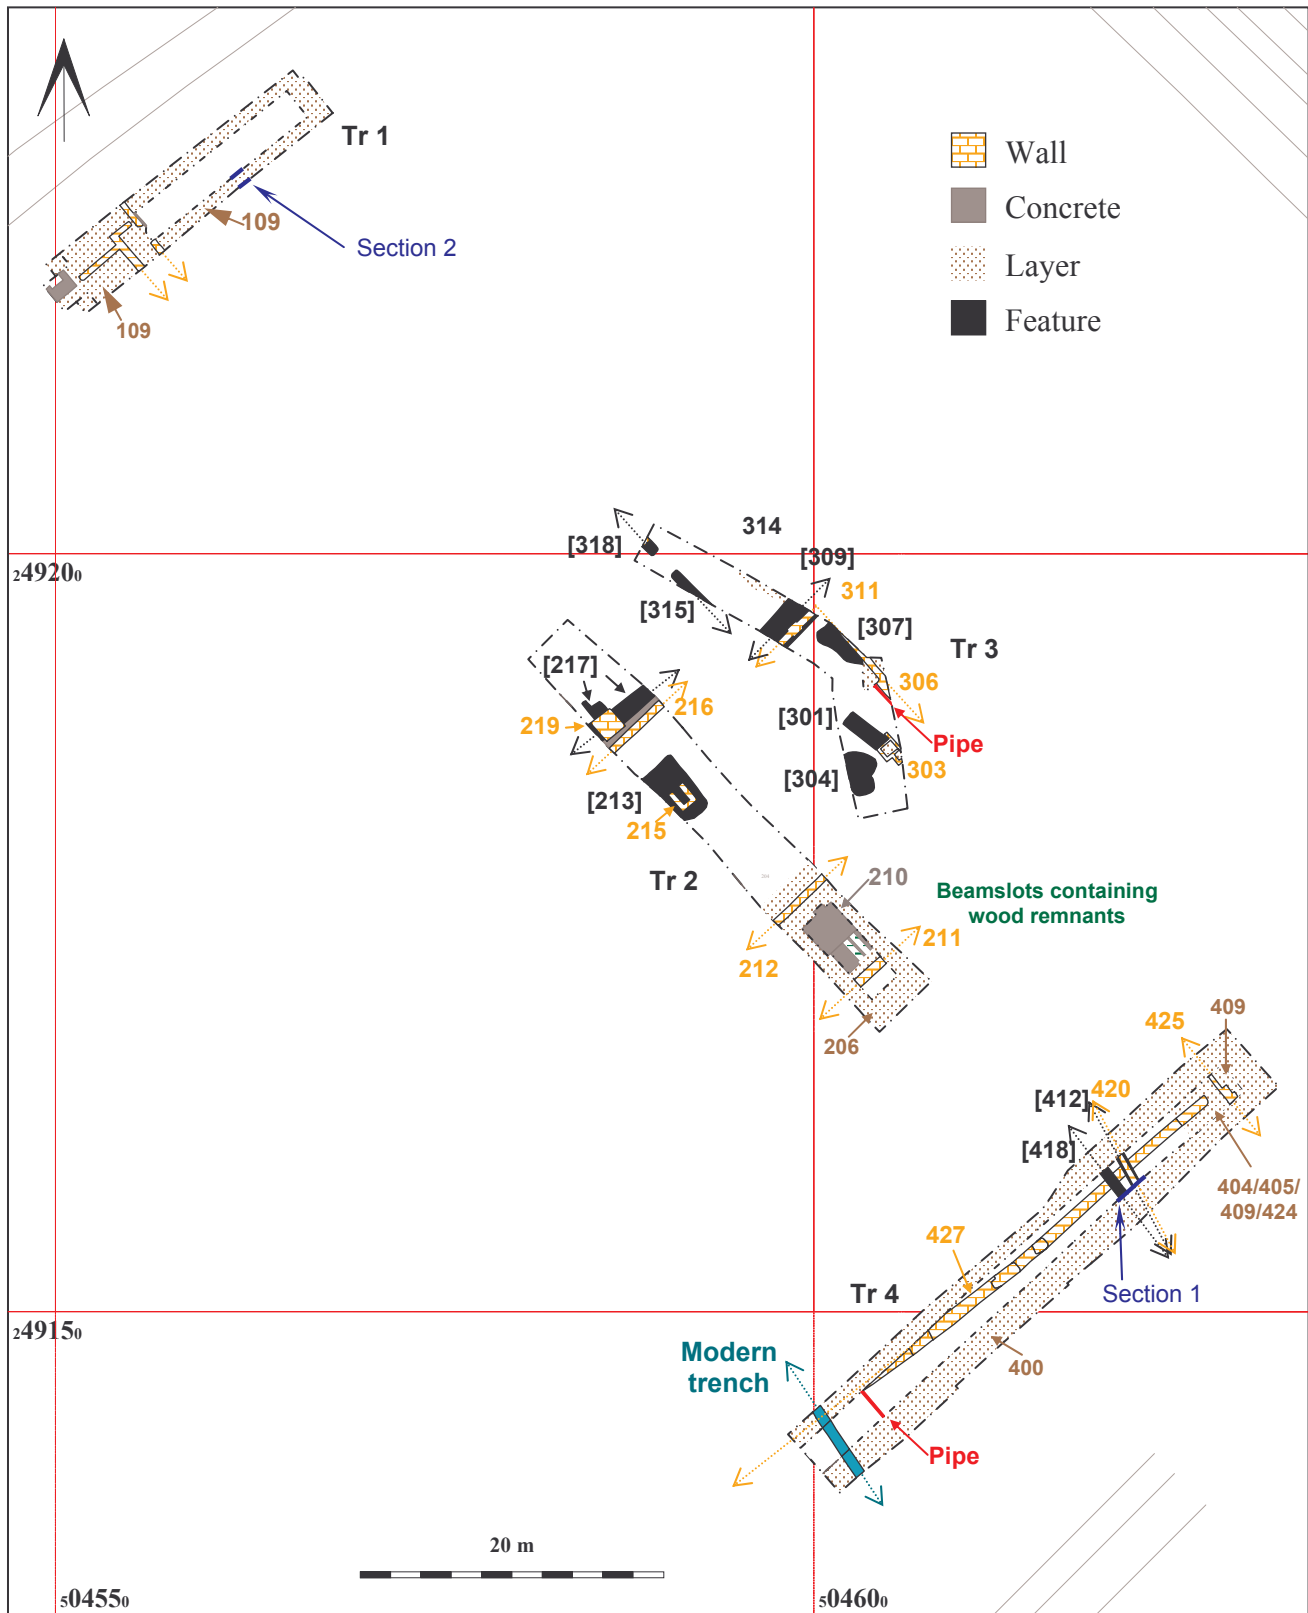 Tr 1
109
Section 2
109
Wall
Concrete
Layer
Feature
314
[318]
[309]
311
249200
[315]
[307]
Tr 3
[217]
306
216
[301]
219
Pipe
303
[304]
[213]
215
Tr 2
210
Beamslots containing
wood remnants
211
212
206
409
425
420
[412]
[418]
404/405/
409/424
427
Tr 4
Section 1
249150
400
Modern
trench
Pipe
20 m
504550
504600